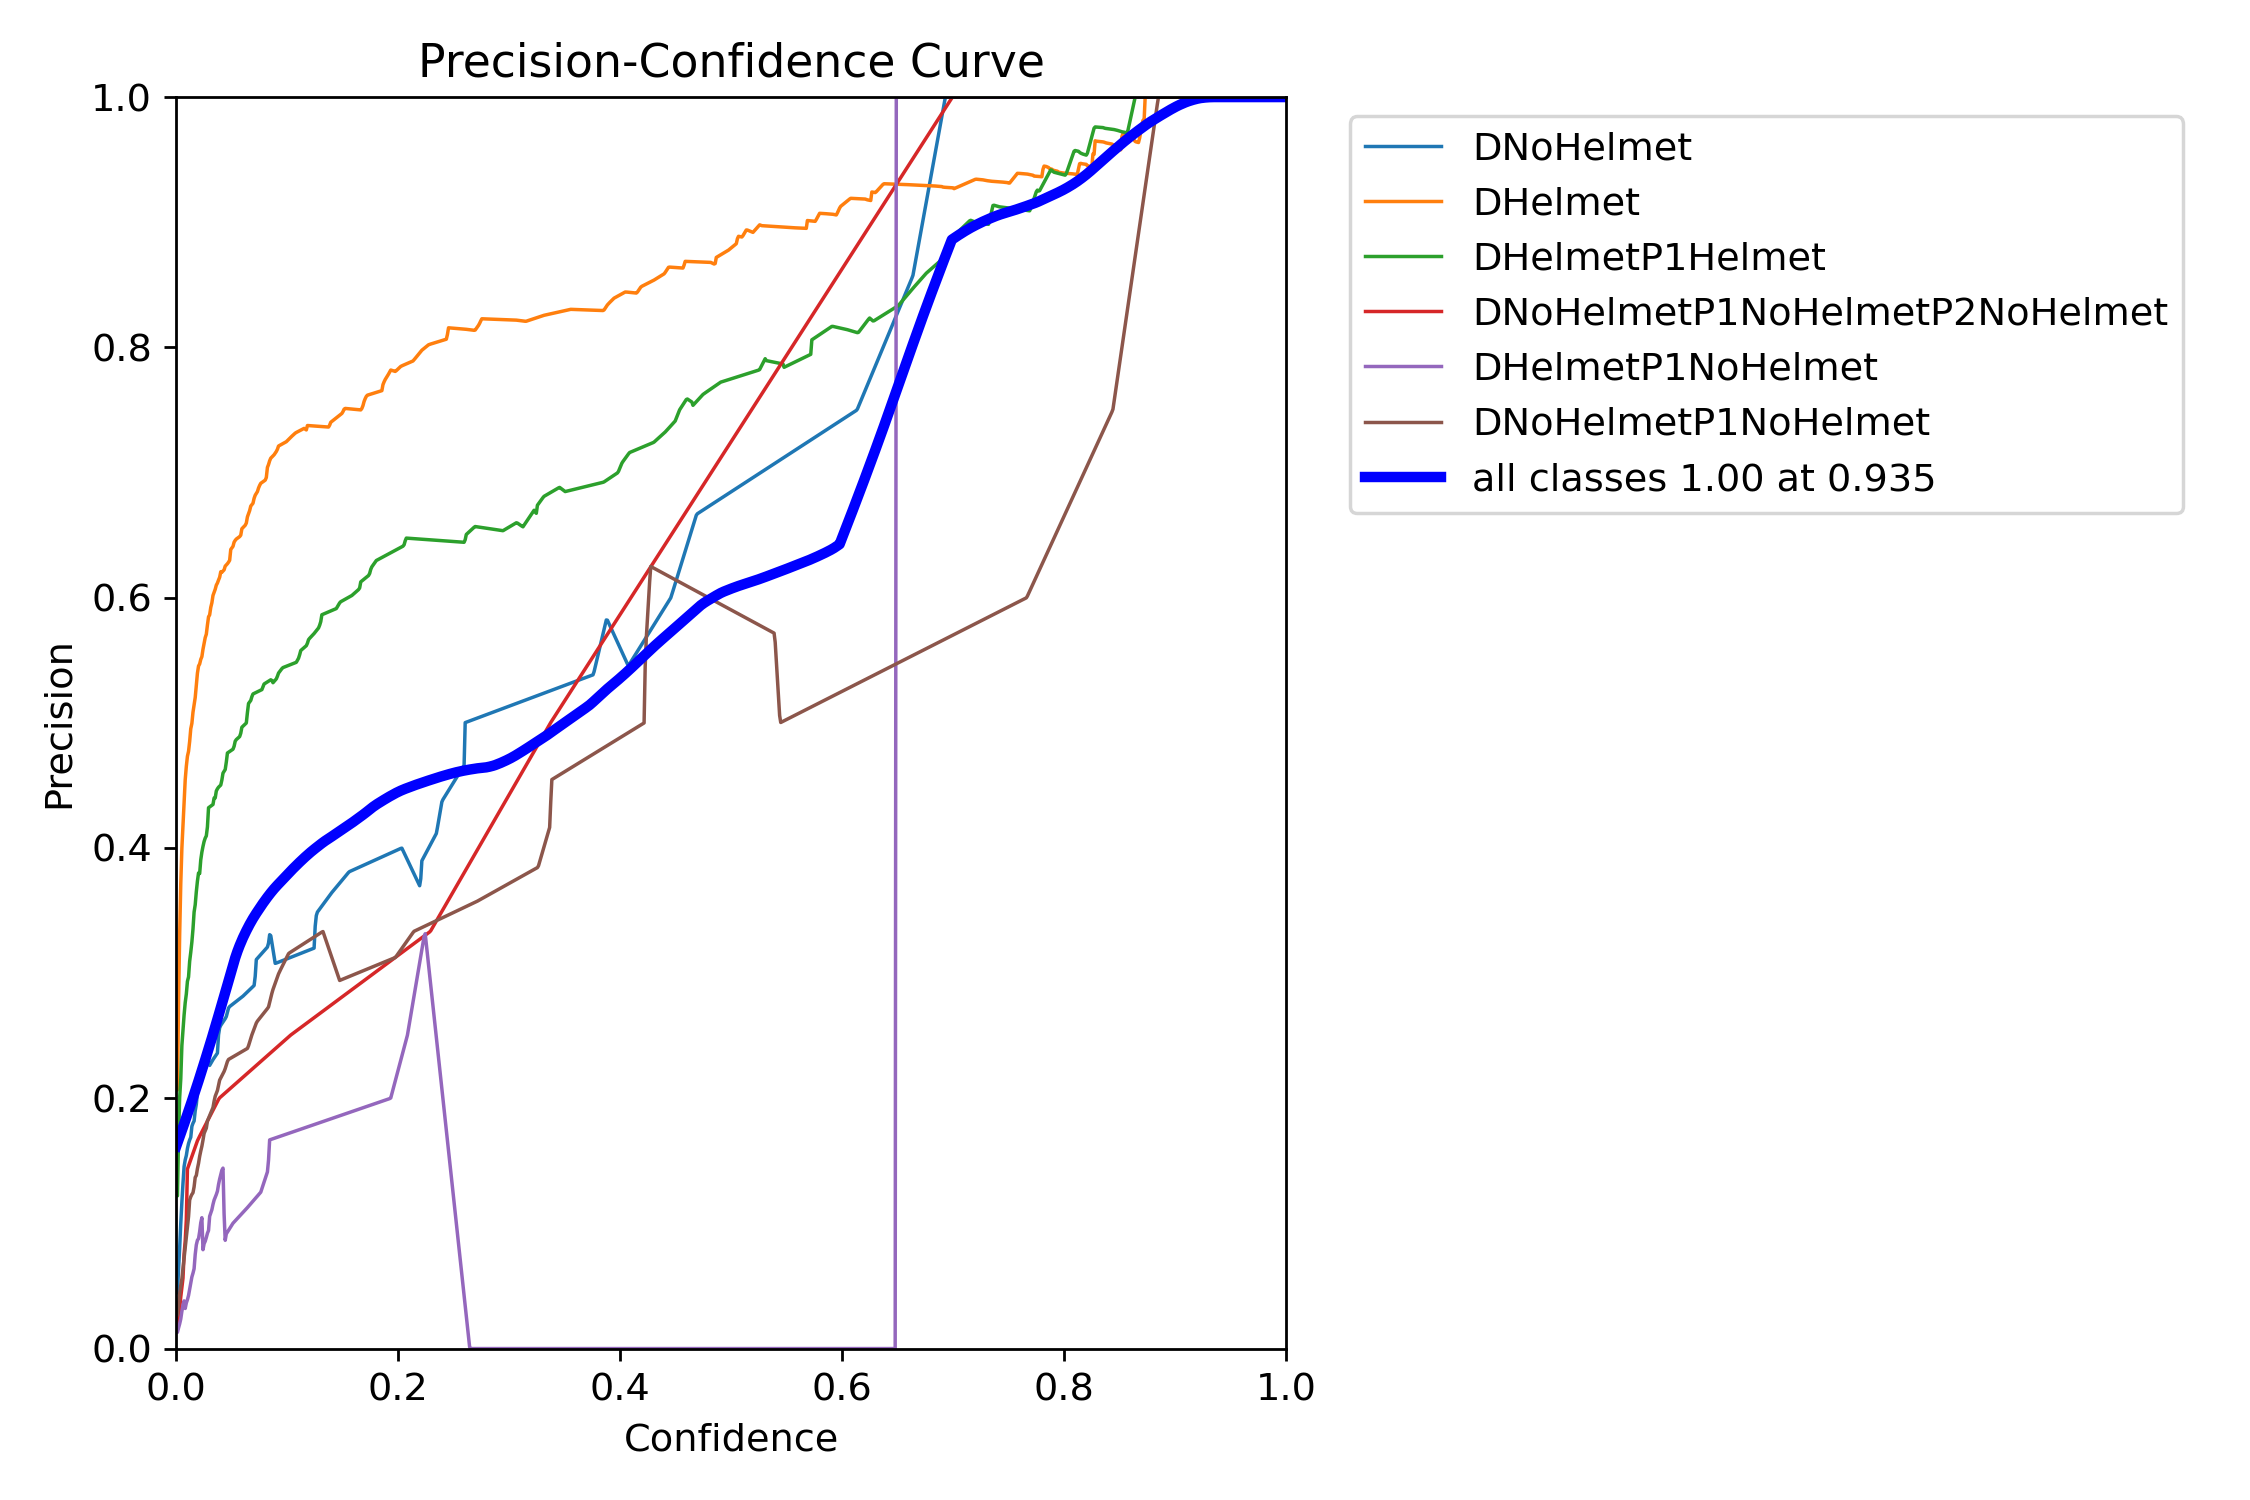 Precision-Confidence Curve
1.0
0.8
0.6
0.4
0.2
0.0
Precision
0.0 0.2 0.4 0.6 0.8 1.0
Confidence
DNoHelmet
DHelmet
DHelmetP1Helmet
DNoHelmetP1NoHelmetP2NoHelmet
DHelmetP1NoHelmet
DNoHelmetP1NoHelmet
all classes 1.00 at 0.935